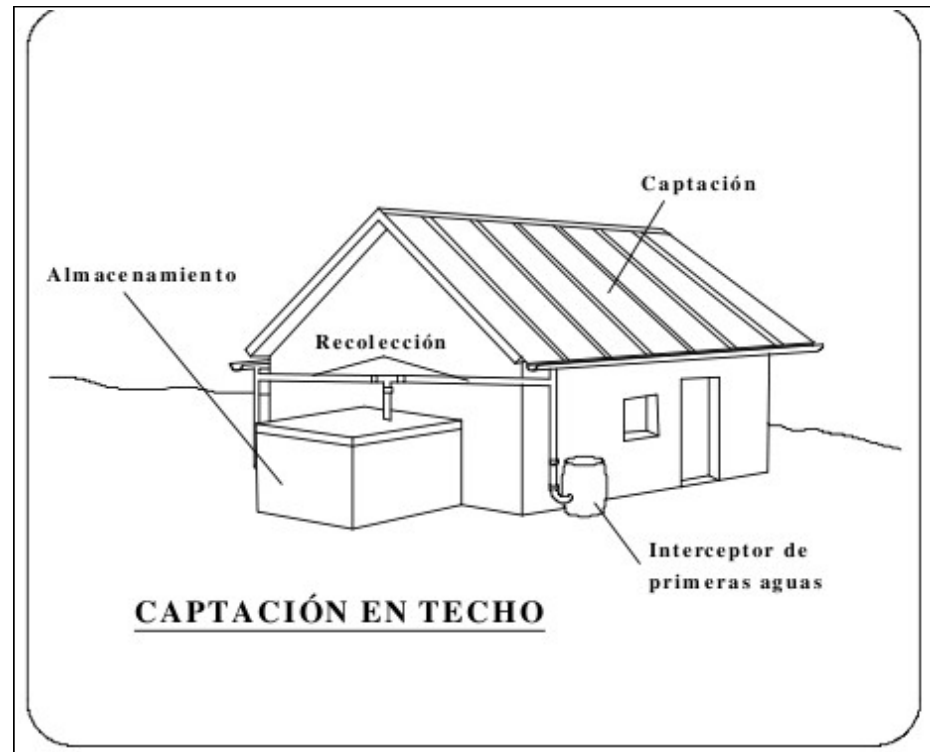 Captación
Almacenamiento
Recolección
Interceptor de
primeras aguas
CAPTACIÓN EN TECHO